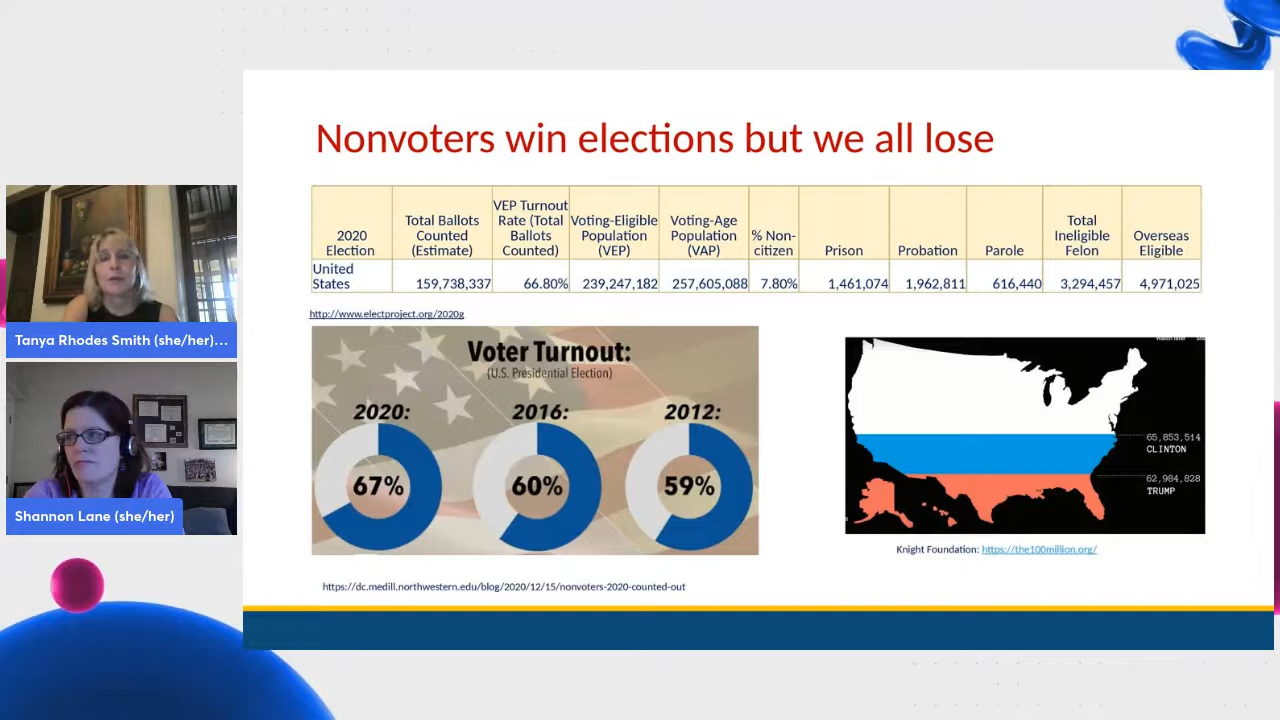 Nonvoters win elections but we all lose
2020 Election | Total Ballots Counted (Estimate) | VEP Turnout Rate (Total Ballots Counted) | Voting-Eligible Population (VEP) | Voting-Age Population (VAP) | % Non-citizen | Prison | Probation | Parole | Total Ineligible Felon | Overseas Eligible
United States | 159,738,337 | 66.80% | 239,247,182 | 257,605,088 | 7.80% | 1,461,074 | 1,962,811 | 616,440 | 3,294,457 | 4,971,025
http://www.electproject.org/2020g
Voter Turnout:
(U.S. Presidential Election)
2020: 2016: 2012:
67% 60% 59%
https://dc.medill.northwestern.edu/blog/2020/12/15/nonvoters-2020-counted-out
65,853,514
CLINTON
62,984,828
TRUMP
Knight Foundation: https://the100million.org/
Tanya Rhodes Smith (she/her)...
Shannon Lane (she/her)